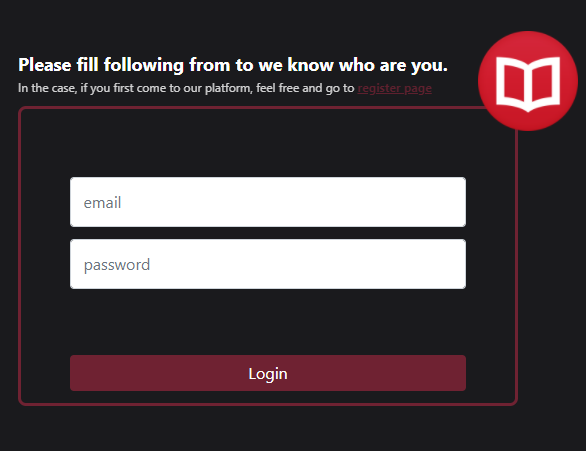 Please fill following from to we know who are you.
In the case, if you first come to our platform, feel free and go to register page
email
password
Login